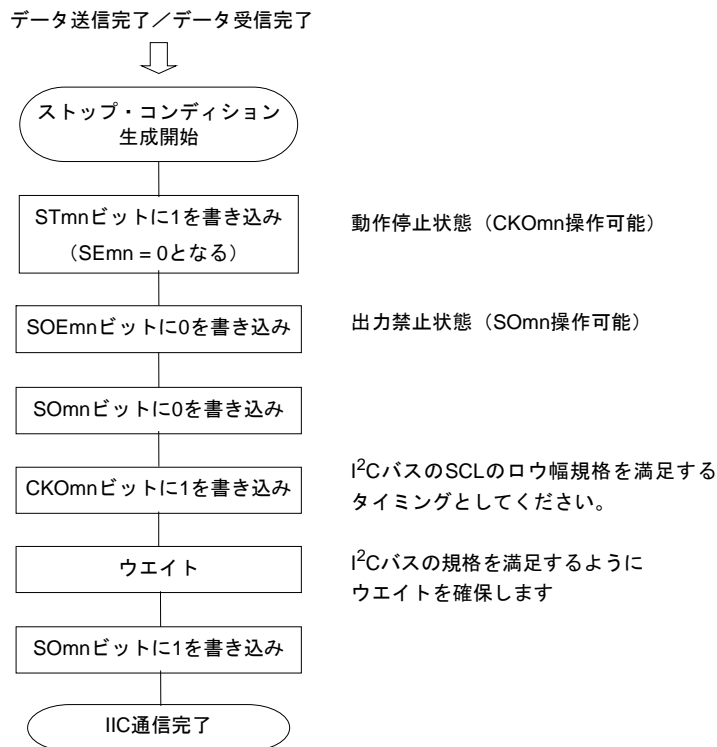 データ送信完了／データ受信完了
ストップ・コンディション
生成開始
STmnビットに1を書き込み
（SEmn = 0となる）
動作停止状態（CKOmn操作可能）
SOEmnビットに0を書き込み
出力禁止状態（SOmn操作可能）
SOmnビットに0を書き込み
CKOmnビットに1を書き込み
I²CバスのSCLのロウ幅規格を満足する
タイミングとしてください。
ウエイト
I²Cバスの規格を満足するように
ウエイトを確保します
SOmnビットに1を書き込み
IIC通信完了